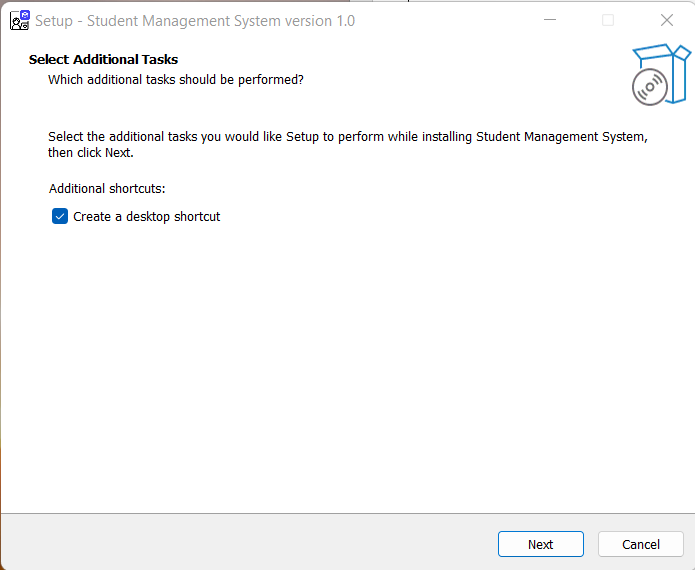 Setup - Student Management System version 1.0
Select Additional Tasks
Which additional tasks should be performed?
Select the additional tasks you would like Setup to perform while installing Student Management System,
then click Next.
Additional shortcuts:
Create a desktop shortcut
Next
Cancel